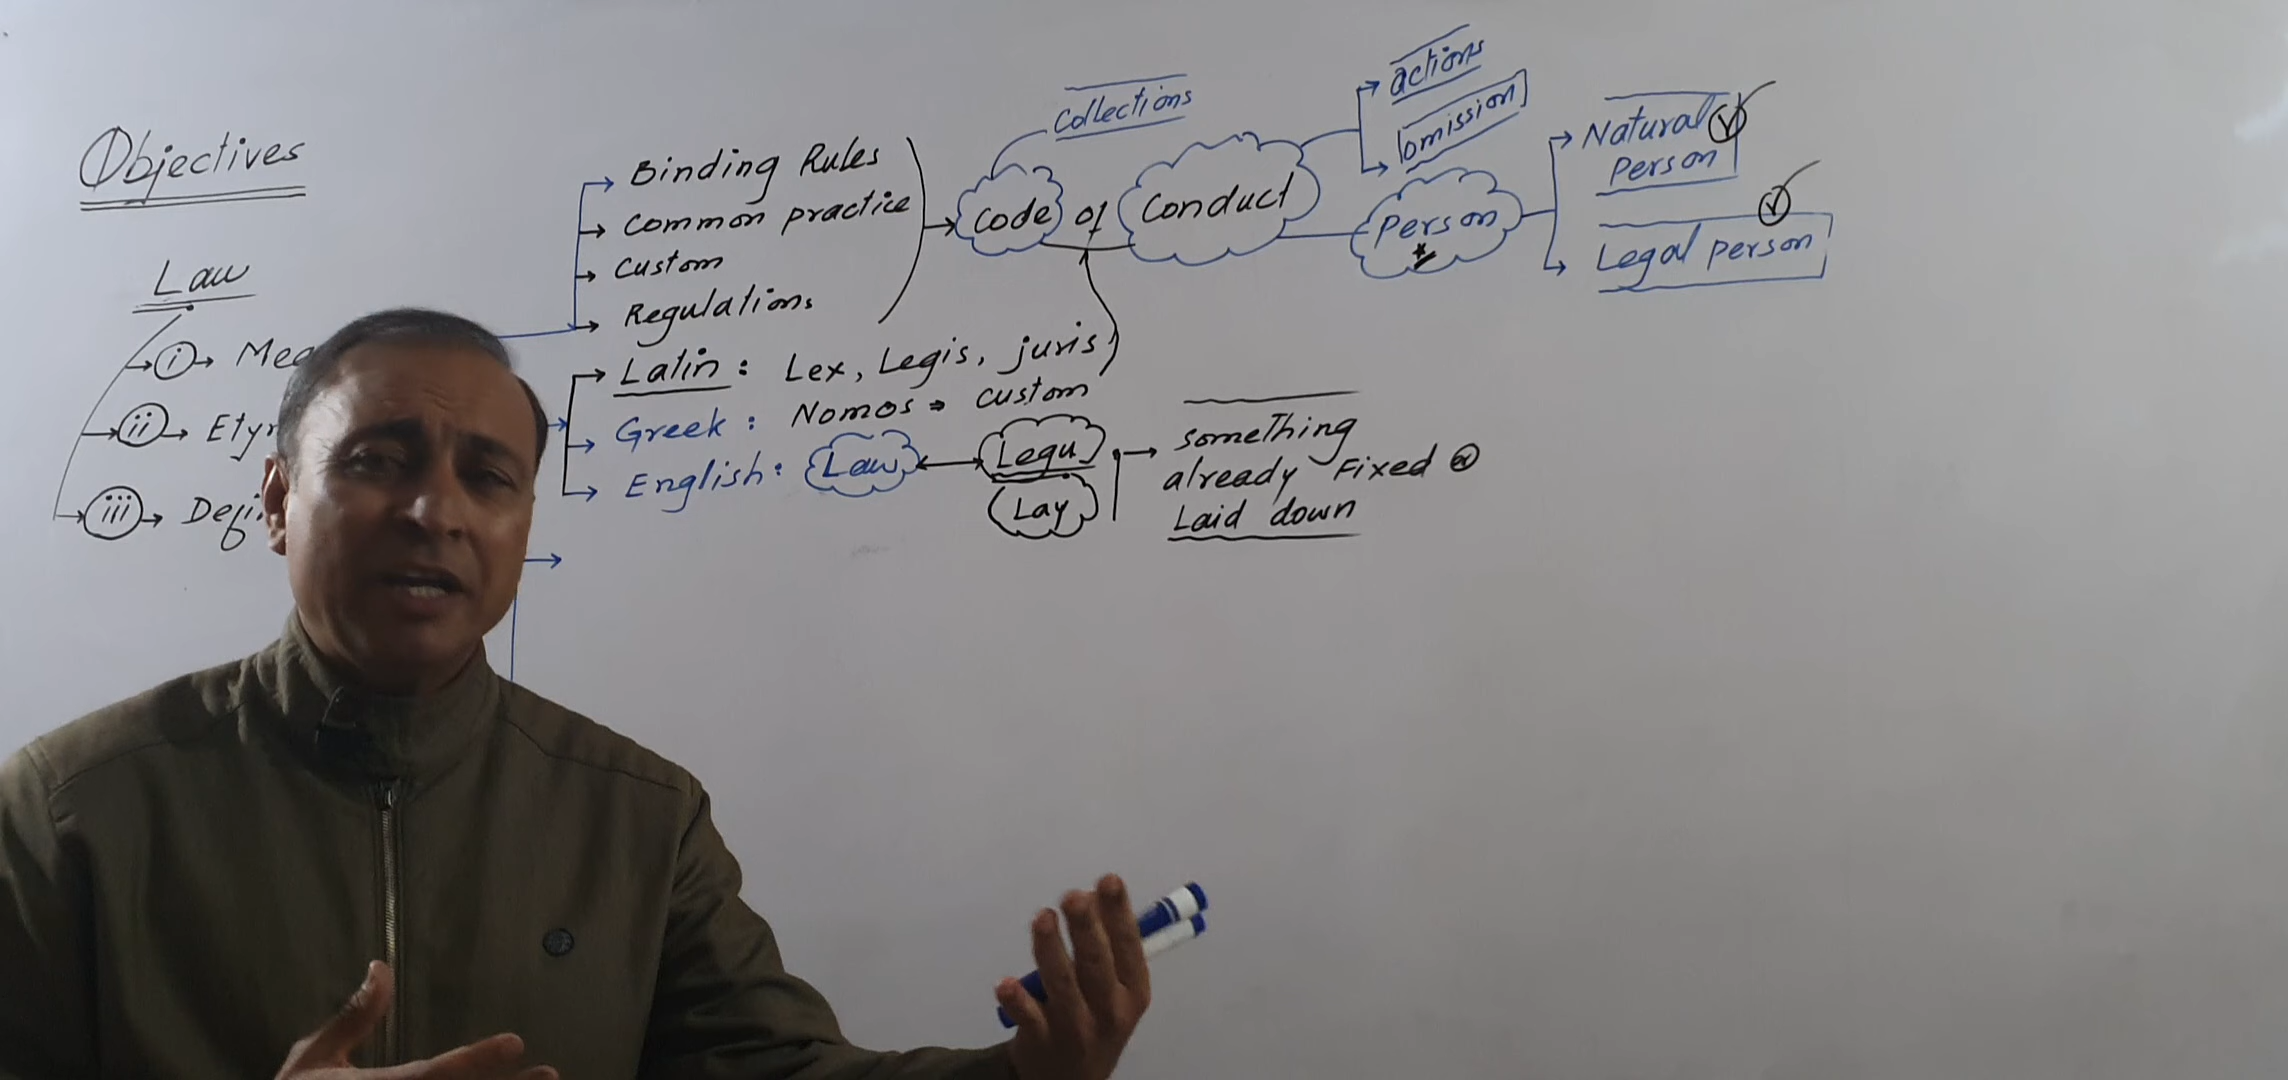 Objectives
Law
i → Mea
ii → Ety
iii → Defi
Binding Rules
Common practice
Custom
Regulations
Code of Conduct
Collections
actions
omission
Person
Natural
Person
Legal person
Latin : Lex, Legis, juris
Greek : Nomos → custom
English : Law
Legu
Lay
something
already Fixed
Laid down